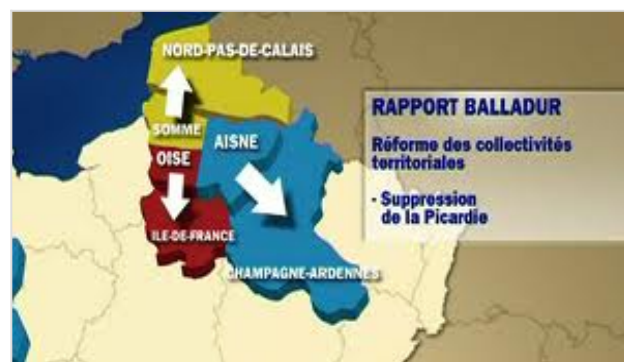 NORD-PAS-DE-CALAIS
SOMME
OISE
AISNE
ILE-DE-FRANCE
CHAMPAGNE-ARDENNES
RAPPORT BALLADUR
Réforme des collectivités
territoriales
- Suppression
de la Picardie